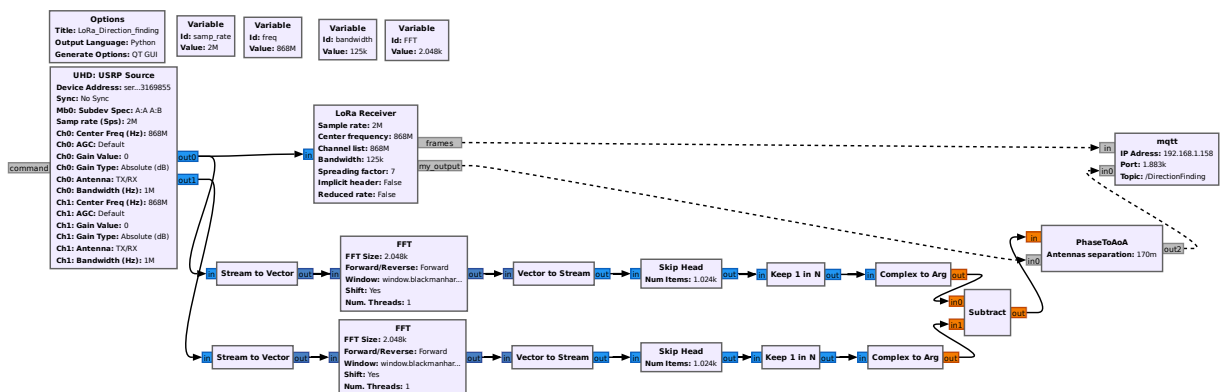 Options
Title: LoRa_Direction_finding
Output Language: Python
Generate Options: QT GUI
Variable
Id: samp_rate
Value: 2M
Variable
Id: freq
Value: 868M
Variable
Id: bandwidth
Value: 125k
Variable
Id: FFT
Value: 2.048k
UHD: USRP Source
Device Address: ser...3169855
Sync: No Sync
Mb0: Subdev Spec: A:A A:B
Samp rate (Sps): 2M
Ch0: Center Freq (Hz): 868M
Ch0: AGC: Default
Ch0: Gain Value: 0
Ch0: Gain Type: Absolute (dB)
Ch0: Antenna: TX/RX
Ch0: Bandwidth (Hz): 1M
Ch1: Center Freq (Hz): 868M
Ch1: AGC: Default
Ch1: Gain Value: 0
Ch1: Gain Type: Absolute (dB)
Ch1: Antenna: TX/RX
Ch1: Bandwidth (Hz): 1M
command
out0
out1
in
LoRa Receiver
Sample rate: 2M
Center frequency: 868M
Channel list: 868M
Bandwidth: 125k
Spreading factor: 7
Implicit header: False
Reduced rate: False
frames
my_output
in
in0
mqtt
IP Adress: 192.168.1.158
Port: 1.883k
Topic: /DirectionFinding
in
in0
PhaseToAoA
Antennas separation: 170m
out2
in
Stream to Vector
out
in
FFT
FFT Size: 2.048k
Forward/Reverse: Forward
Window: window.blackmanhar...
Shift: Yes
Num. Threads: 1
out
in
Vector to Stream
out
in
Skip Head
Num Items: 1.024k
out
in
Keep 1 in N
out
in
Complex to Arg
out
in0
in1
Subtract
out
in
Stream to Vector
out
in
FFT
FFT Size: 2.048k
Forward/Reverse: Forward
Window: window.blackmanhar...
Shift: Yes
Num. Threads: 1
out
in
Vector to Stream
out
in
Skip Head
Num Items: 1.024k
out
in
Keep 1 in N
out
in
Complex to Arg
out